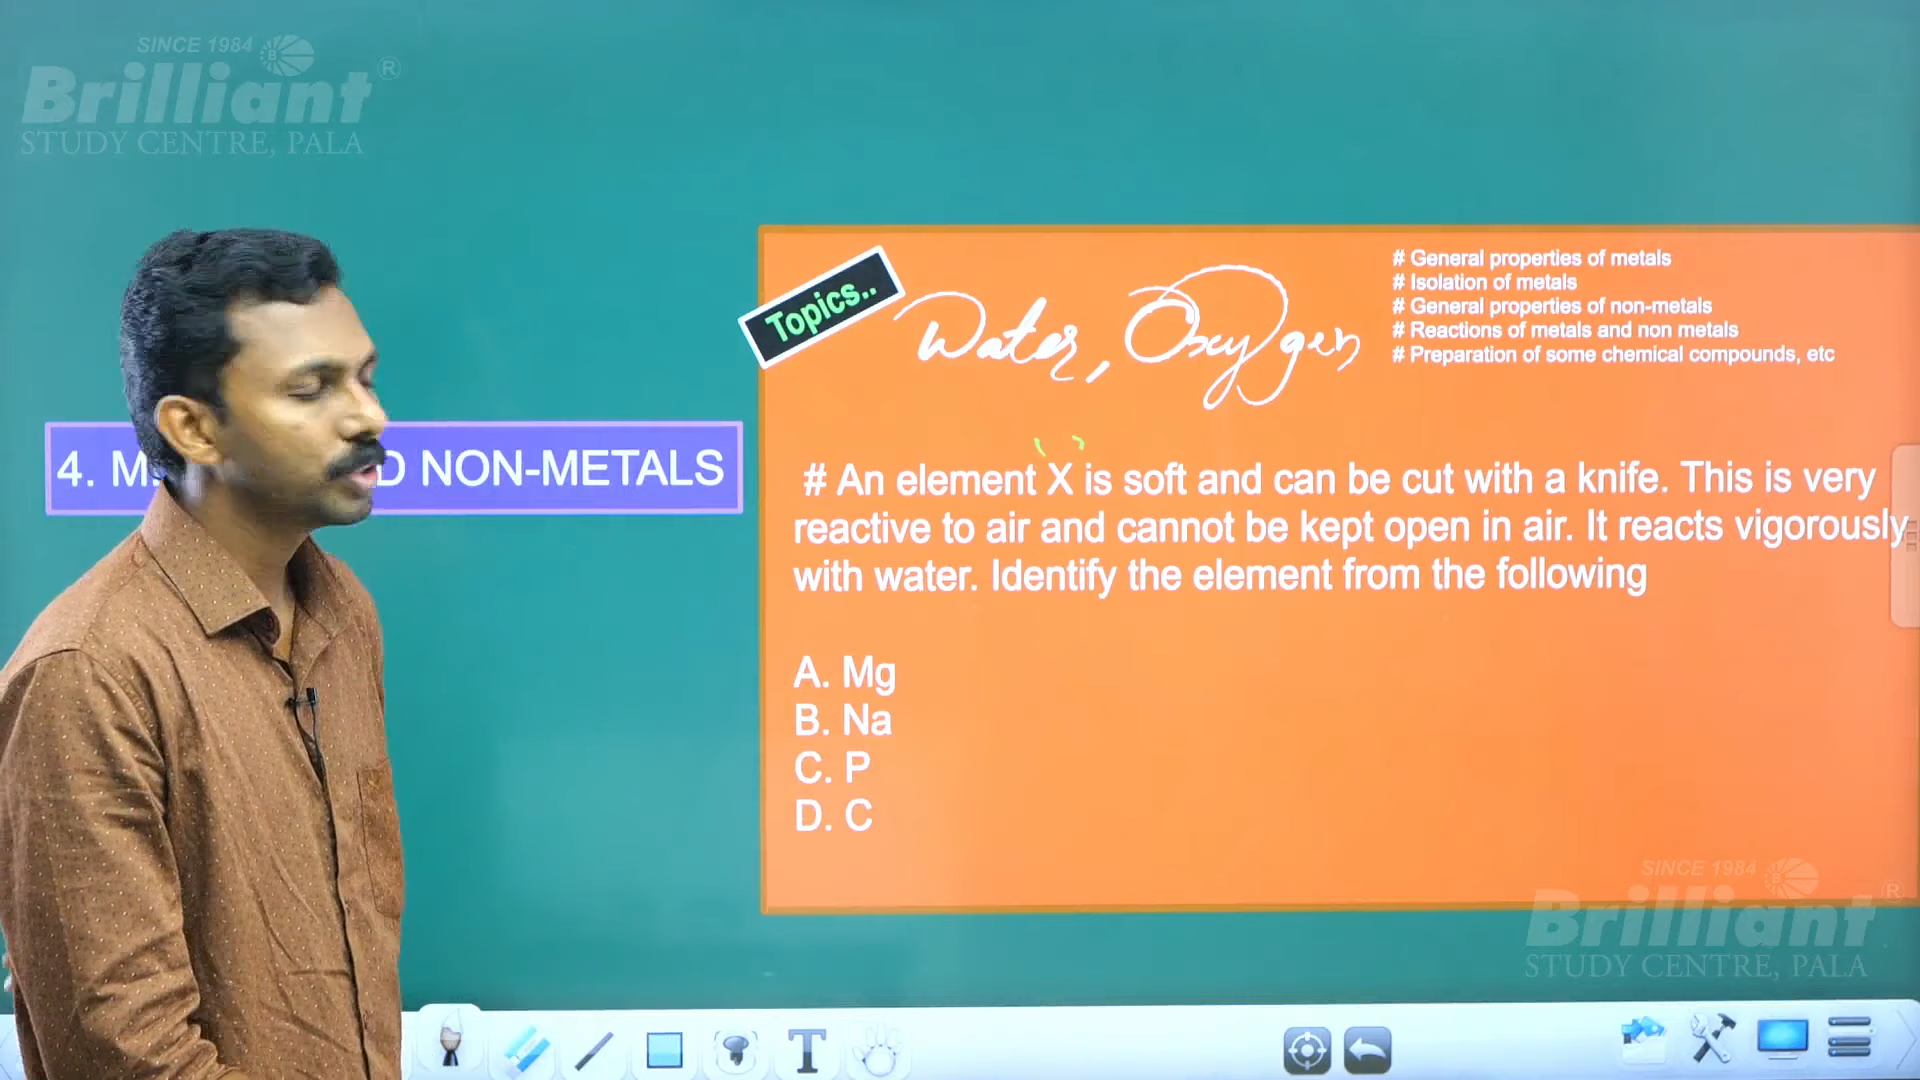 SINCE 1984
Brilliant ®
STUDY CENTRE, PALA
Topics..
Water, Oxygen
# General properties of metals
# Isolation of metals
# General properties of non-metals
# Reactions of metals and non metals
# Preparation of some chemical compounds, etc
4. M D NON-METALS
# An element X is soft and can be cut with a knife. This is very
reactive to air and cannot be kept open in air. It reacts vigorously
with water. Identify the element from the following
A. Mg
B. Na
C. P
D. C
SINCE 1984
Brilliant ®
STUDY CENTRE, PALA
T